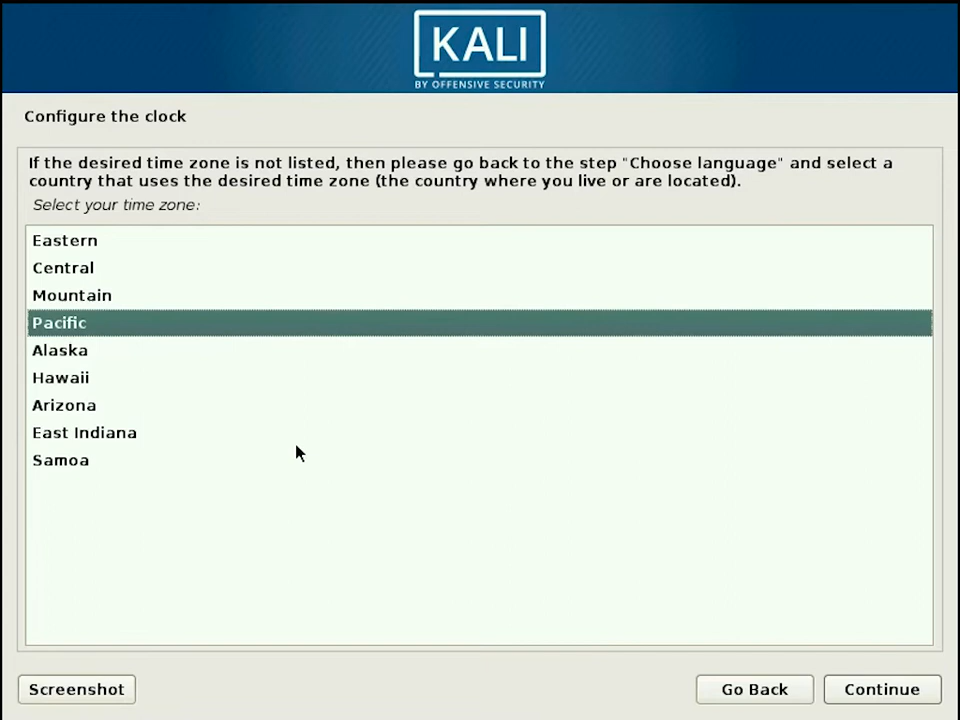 KALI
BY OFFENSIVE SECURITY
Configure the clock
If the desired time zone is not listed, then please go back to the step "Choose language" and select a
country that uses the desired time zone (the country where you live or are located).
Select your time zone:
Eastern
Central
Mountain
Pacific
Alaska
Hawaii
Arizona
East Indiana
Samoa
Screenshot
Go Back
Continue